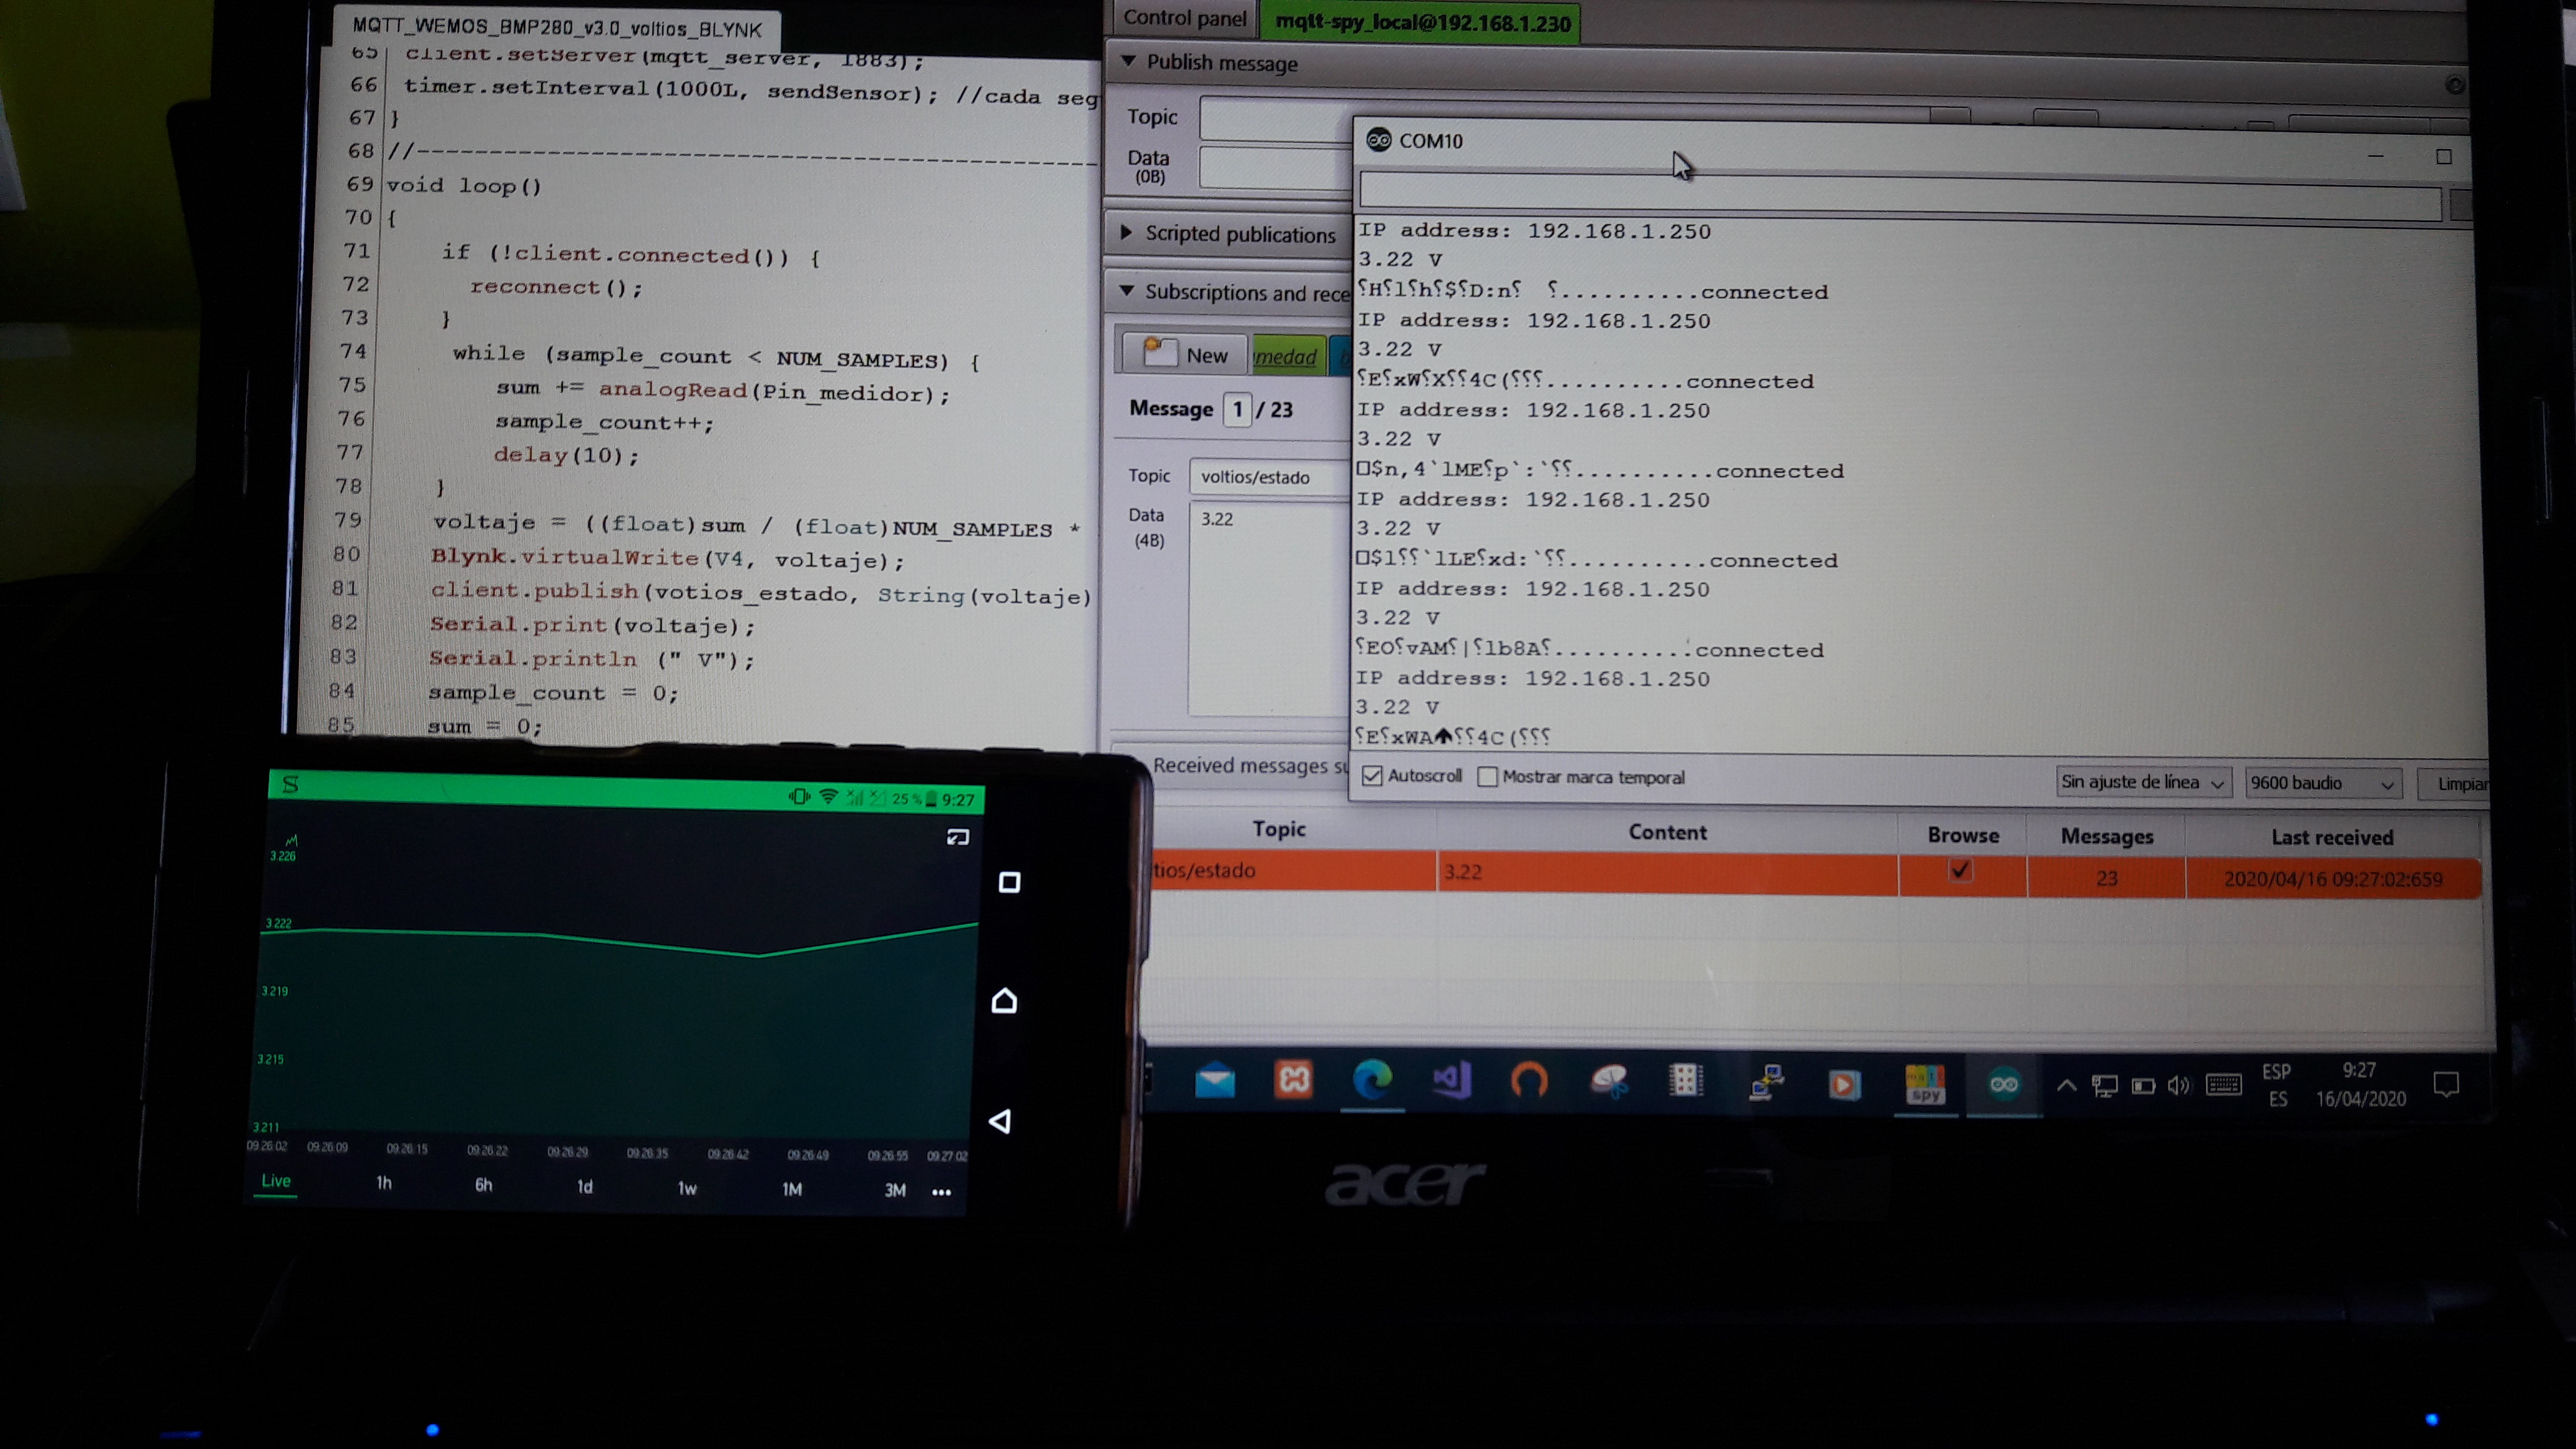 MQTT_WEMOS_BMP280_v3.0_voltios_BLYNK
65 client.setServer(mqtt_server, 1883);
66 timer.setInterval(1000L, sendSensor); //cada seg
67 }
68 //------------------------------------------------
69 void loop()
70 {
71 if (!client.connected()) {
72 reconnect();
73 }
74 while (sample_count < NUM_SAMPLES) {
75 sum += analogRead(Pin_medidor);
76 sample_count++;
77 delay(10);
78 }
79 voltaje = ((float)sum / (float)NUM_SAMPLES *
80 Blynk.virtualWrite(V4, voltaje);
81 client.publish(votios_estado, String(voltaje)
82 Serial.print(voltaje);
83 Serial.println (" V");
84 sample_count = 0;
85 sum = 0;
Control panel mqtt-spy_local@192.168.1.230
Publish message
Topic
Data
(0B)
Scripted publications
Subscriptions and rece
New medad
Message 1 / 23
Topic voltios/estado
Data 3.22
(4B)
Received messages su
COM10
IP address: 192.168.1.250
3.22 V
⸮H⸮l⸮h⸮$⸮D:n⸮ ⸮..........connected
IP address: 192.168.1.250
3.22 V
⸮E⸮xW⸮X⸮⸮4C(⸮⸮⸮..........connected
IP address: 192.168.1.250
3.22 V
□$n,4`lME⸮p`:`⸮⸮..........connected
IP address: 192.168.1.250
3.22 V
□$l⸮⸮`lLE⸮xd:`⸮⸮..........connected
IP address: 192.168.1.250
3.22 V
⸮EO⸮vAM⸮|⸮lb8A⸮..........connected
IP address: 192.168.1.250
3.22 V
⸮E⸮xWA🡅⸮⸮4C(⸮⸮⸮
Autoscroll Mostrar marca temporal Sin ajuste de línea 9600 baudio Limpiar
Topic Content Browse Messages Last received
tios/estado 3.22 23 2020/04/16 09:27:02:659
spy
ESP
ES
9:27
16/04/2020
acer
25 % 9:27
3.226
3.222
3.219
3.215
3.211
09:26:02 09:26:09 09:26:15 09:26:22 09:26:29 09:26:35 09:26:42 09:26:49 09:26:55 09:27:02
Live 1h 6h 1d 1w 1M 3M